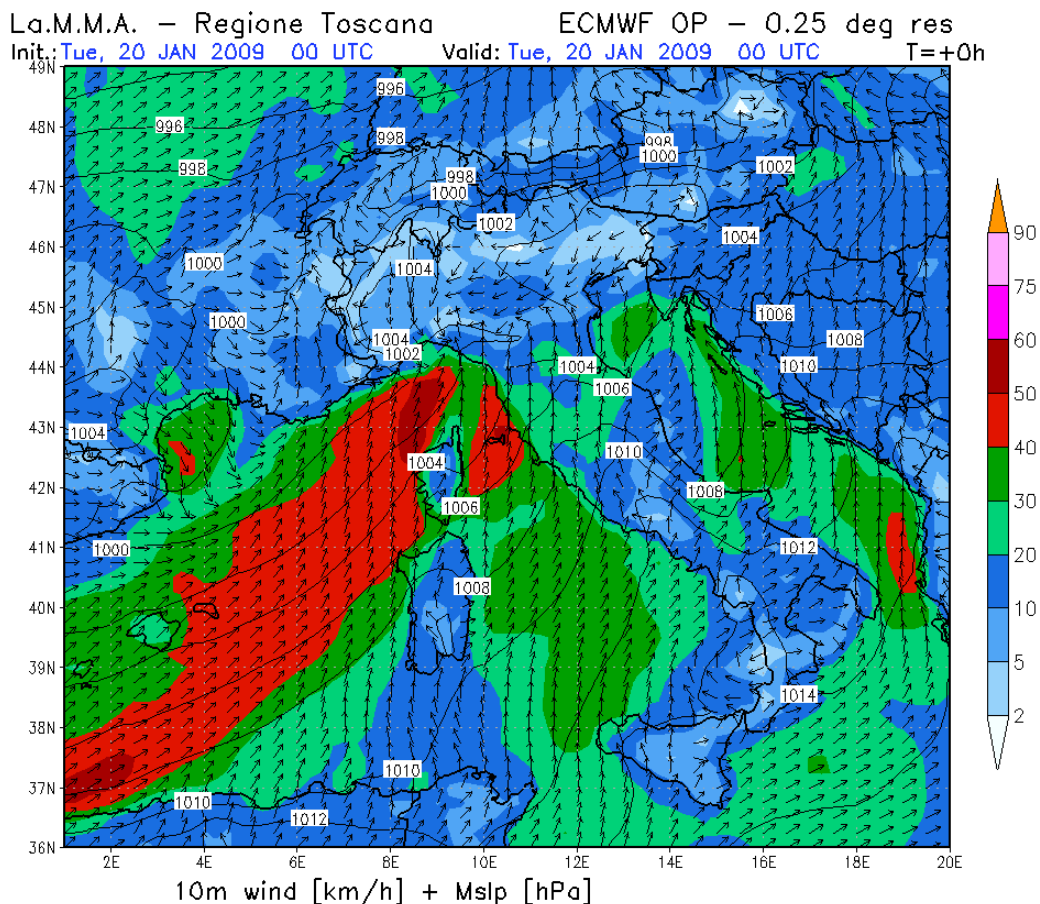 La.M.M.A. - Regione Toscana ECMWF OP - 0.25 deg res
Init.: Tue, 20 JAN 2009 00 UTC Valid: Tue, 20 JAN 2009 00 UTC T=+0h
49N
996
48N
996
998
998
1000
998
1002
47N
998
1000
1002
1004
46N
1000
1004
45N
1006
1000
1004
1008
1002
44N
1004
1010
1006
43N
1004
1010
1004
42N
1008
1006
41N
1000
1012
1008
40N
39N
1014
38N
1010
37N
1010
1012
36N
2E 4E 6E 8E 10E 12E 14E 16E 18E 20E
90
75
60
50
40
30
20
10
5
2
10m wind [km/h] + Mslp [hPa]